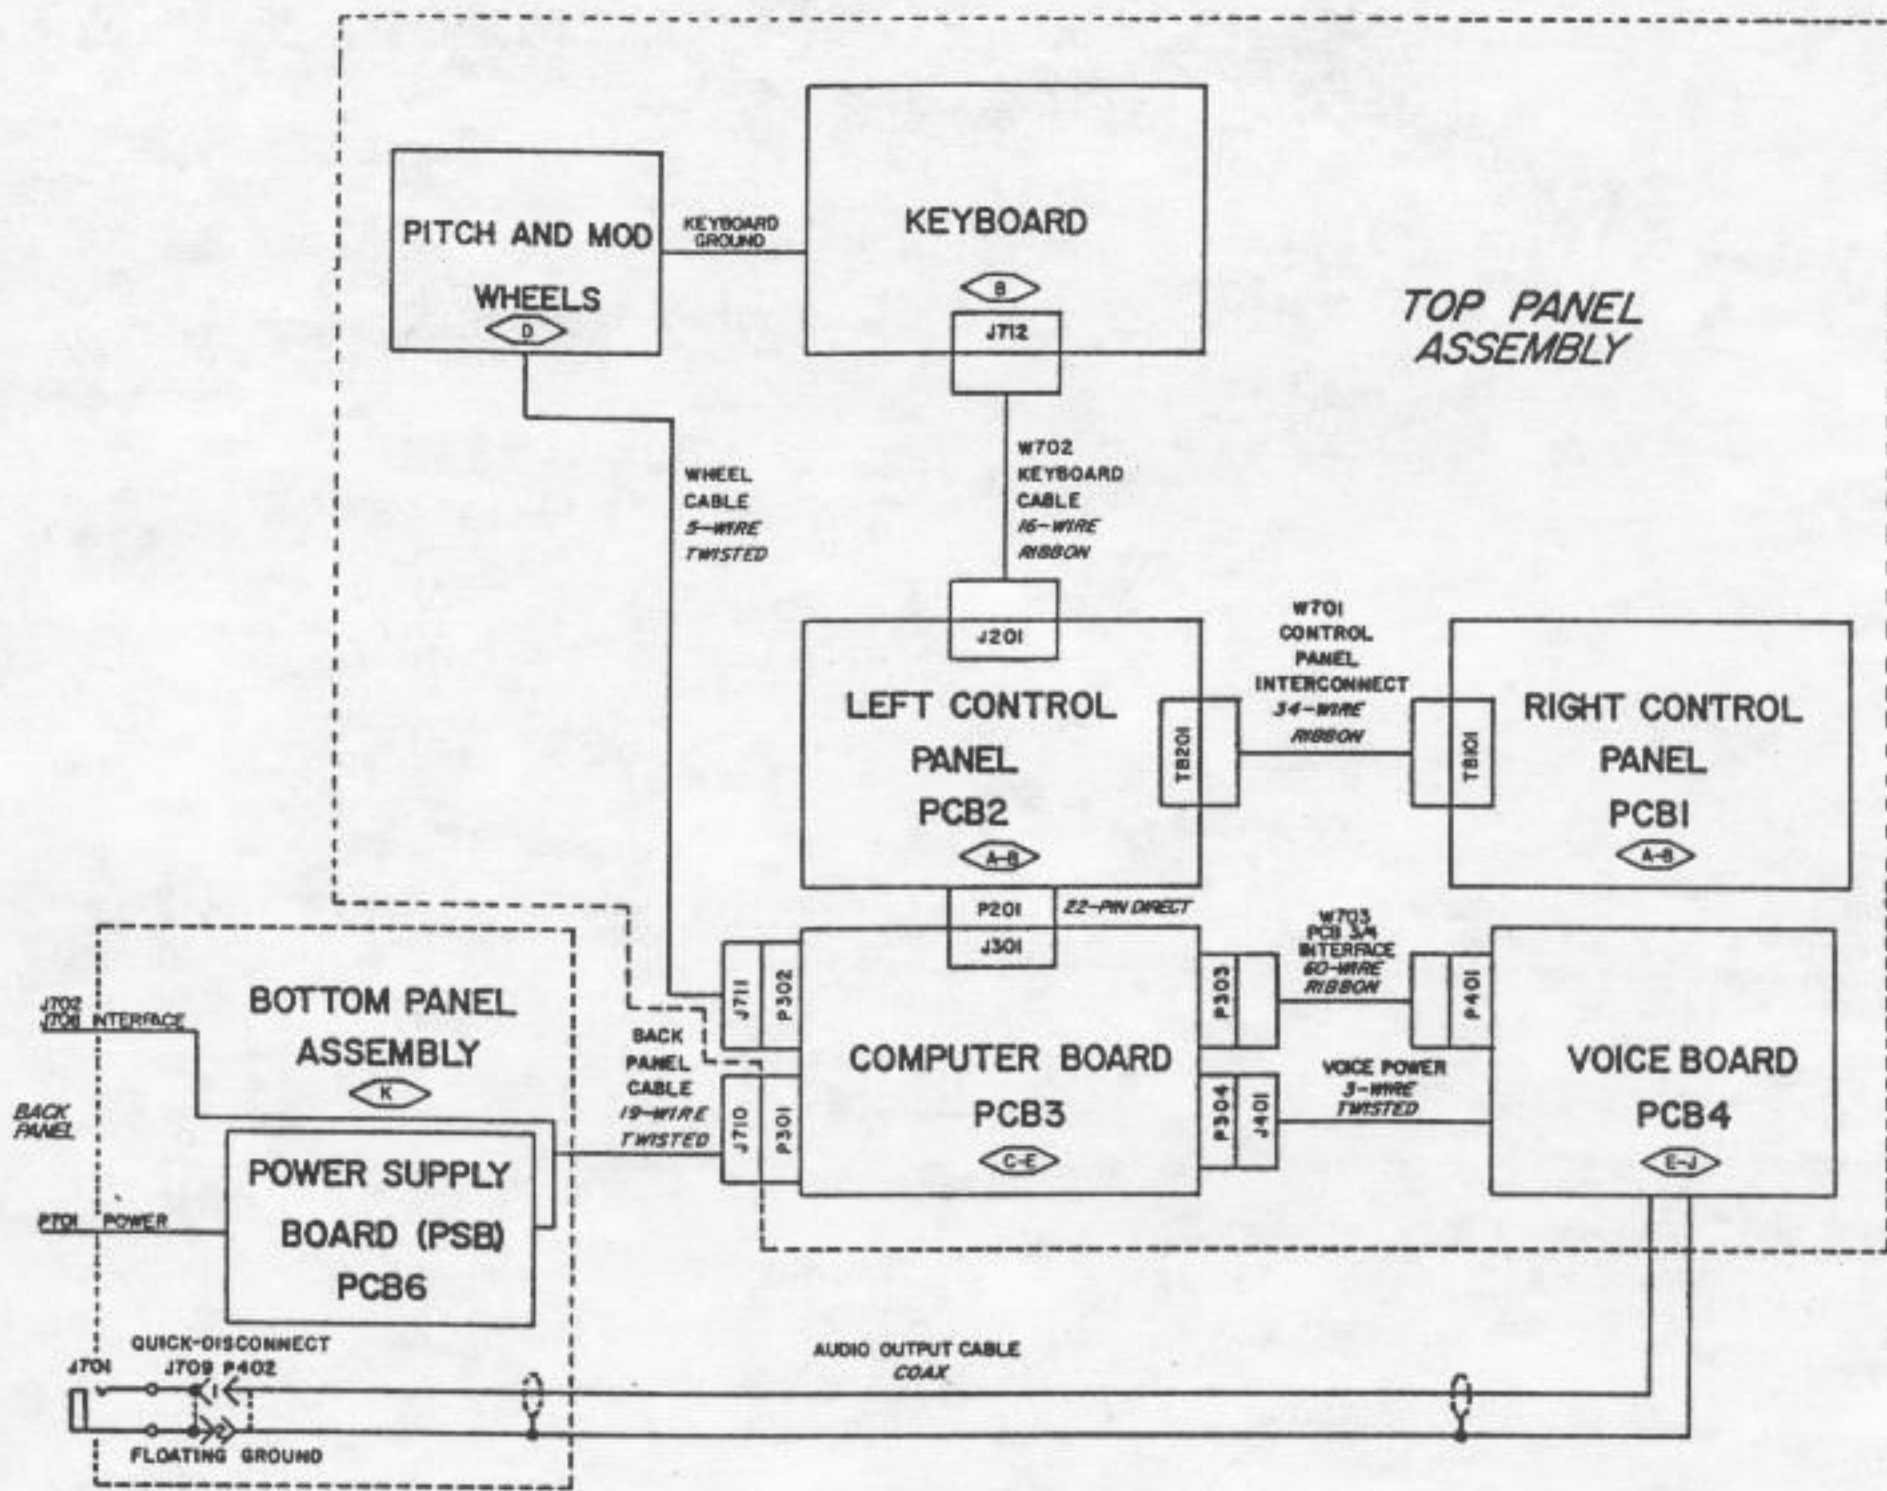 PITCH AND MOD
WHEELS
D
KEYBOARD
GROUND
KEYBOARD
B
J712
TOP PANEL
ASSEMBLY
WHEEL
CABLE
5-WIRE
TWISTED
W702
KEYBOARD
CABLE
16-WIRE
RIBBON
J201
LEFT CONTROL
PANEL
PCB2
A-B
TB201
W701
CONTROL
PANEL
INTERCONNECT
34-WIRE
RIBBON
TB101
RIGHT CONTROL
PANEL
PCB1
A-B
P201
22-PIN DIRECT
J301
J711
P302
COMPUTER BOARD
PCB3
C-E
P303
W703
PCB 3/4
INTERFACE
60-WIRE
RIBBON
P401
VOICE BOARD
PCB4
E-J
VOICE POWER
3-WIRE
TWISTED
P304
J401
BACK
PANEL
CABLE
19-WIRE
TWISTED
J710
P301
BOTTOM PANEL
ASSEMBLY
K
J702
J708 INTERFACE
BACK
PANEL
POWER SUPPLY
BOARD (PSB)
PCB6
P701 POWER
QUICK-DISCONNECT
J701 J709 P402
FLOATING GROUND
AUDIO OUTPUT CABLE
COAX